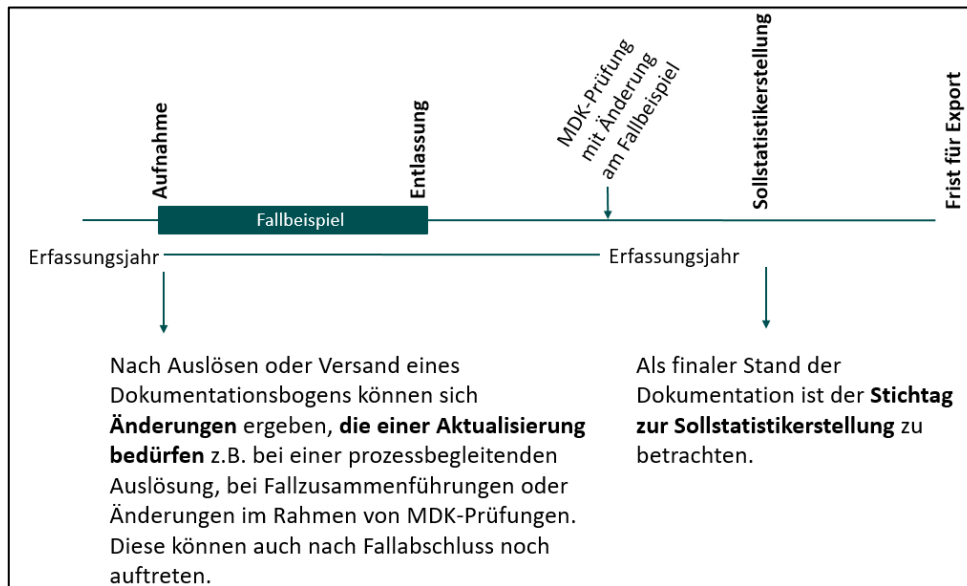 Aufnahme
Entlassung
MDK-Prüfung
mit Änderung
am Fallbeispiel
Sollstatistikerstellung
Frist für Export
Fallbeispiel
Erfassungsjahr
Erfassungsjahr
Nach Auslösen oder Versand eines
Dokumentationsbogens können sich
Änderungen ergeben, die einer Aktualisierung
bedürfen z.B. bei einer prozessbegleitenden
Auslösung, bei Fallzusammenführungen oder
Änderungen im Rahmen von MDK-Prüfungen.
Diese können auch nach Fallabschluss noch
auftreten.
Als finaler Stand der
Dokumentation ist der Stichtag
zur Sollstatistikerstellung zu
betrachten.